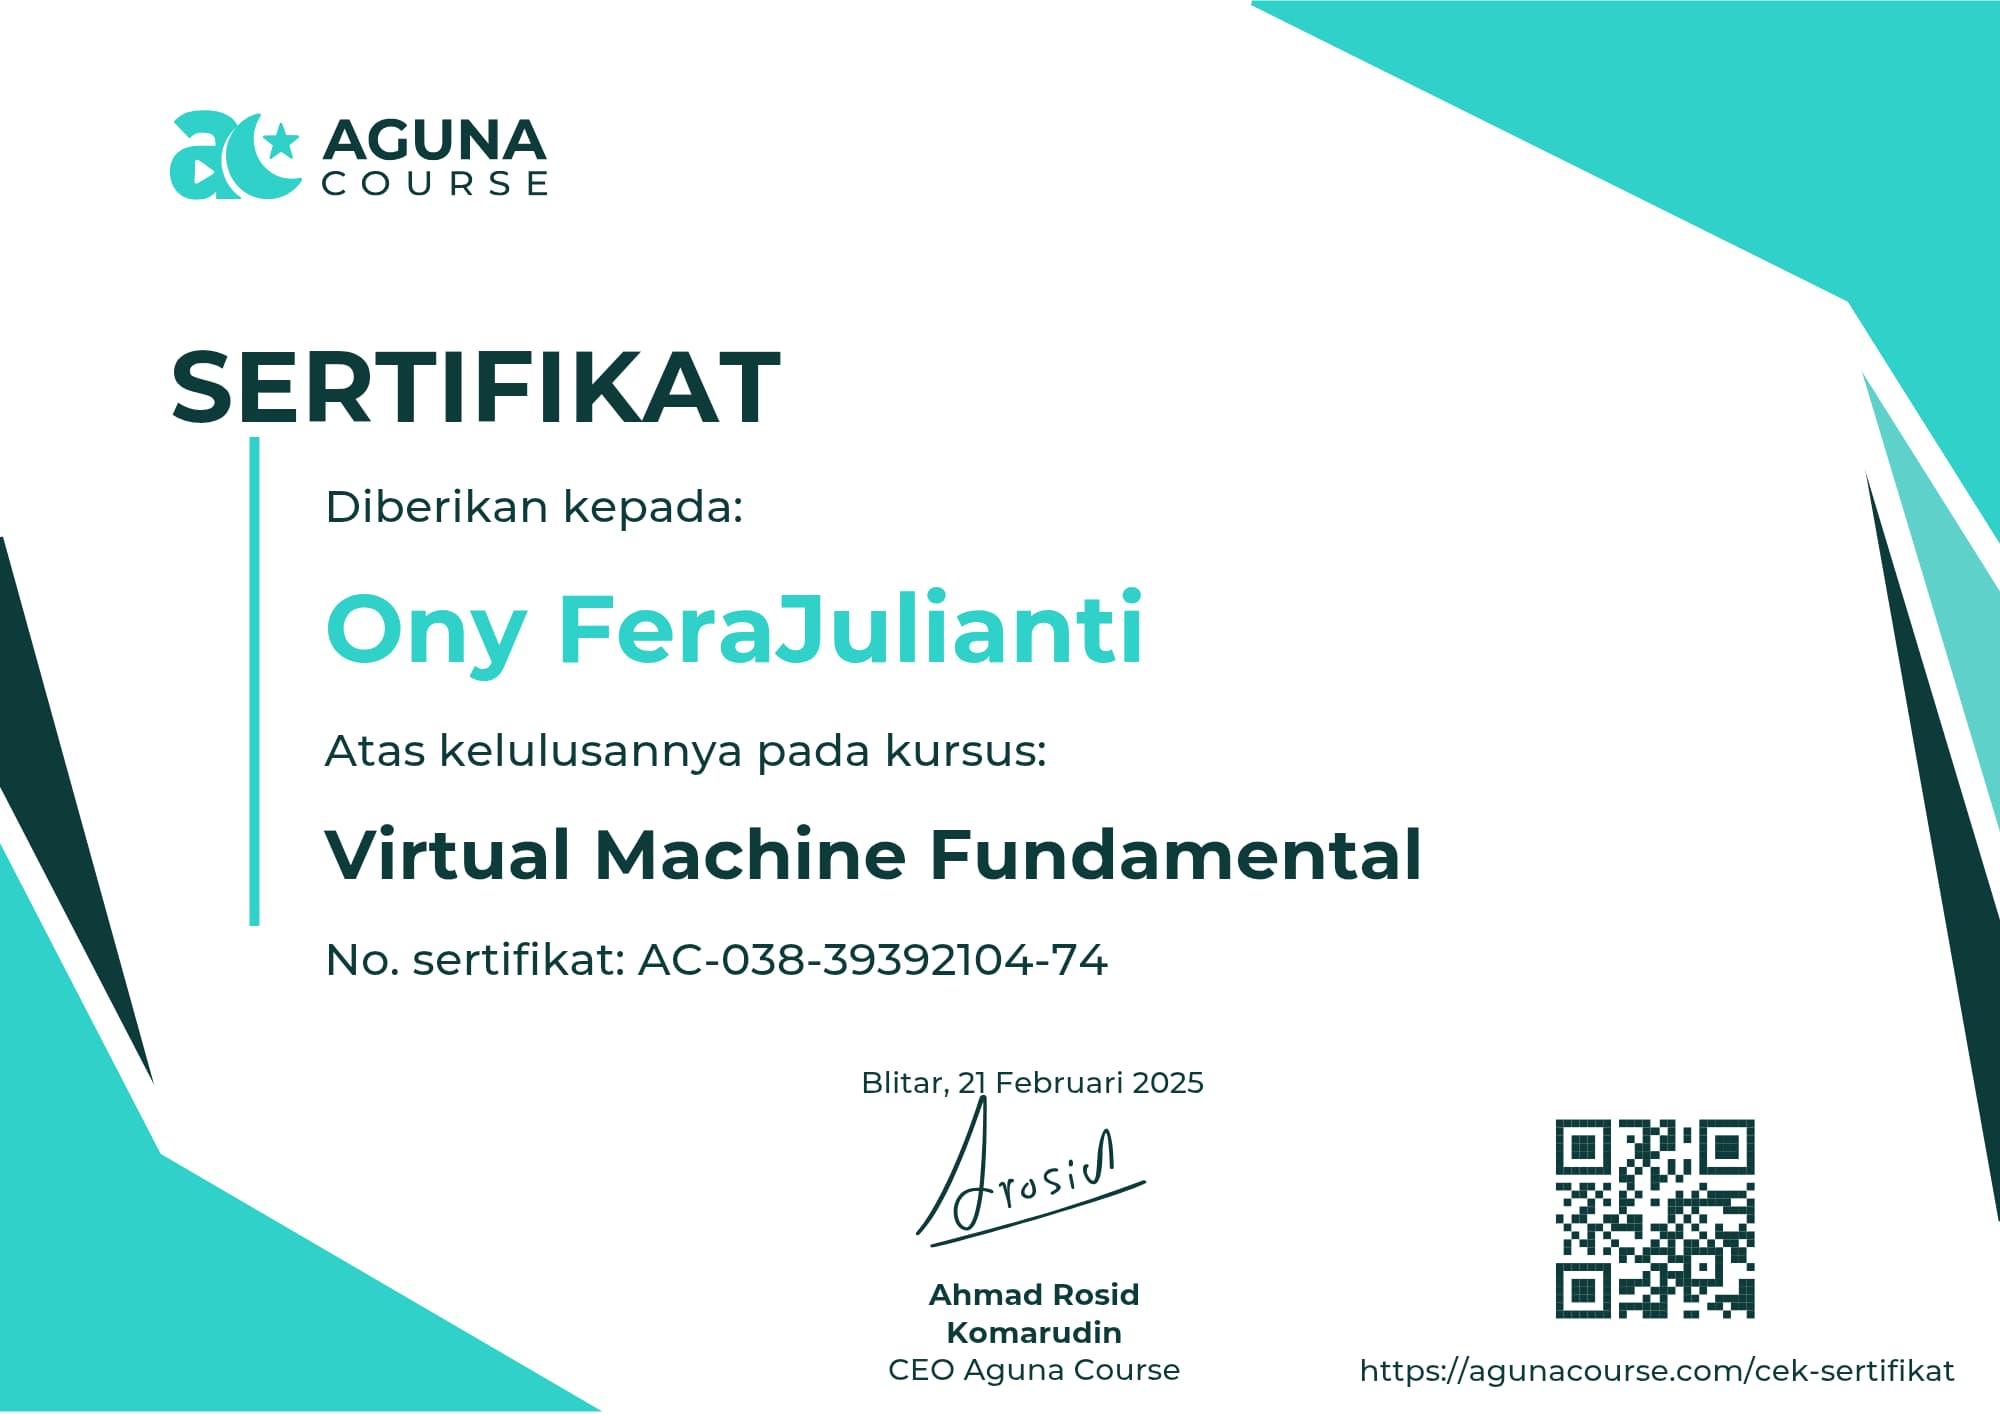 AGUNA
COURSE
SERTIFIKAT
Diberikan kepada:
Ony FeraJulianti
Atas kelulusannya pada kursus:
Virtual Machine Fundamental
No. sertifikat: AC-038-39392104-74
Blitar, 21 Februari 2025
Arosid
Ahmad Rosid
Komarudin
CEO Aguna Course
https://agunacourse.com/cek-sertifikat